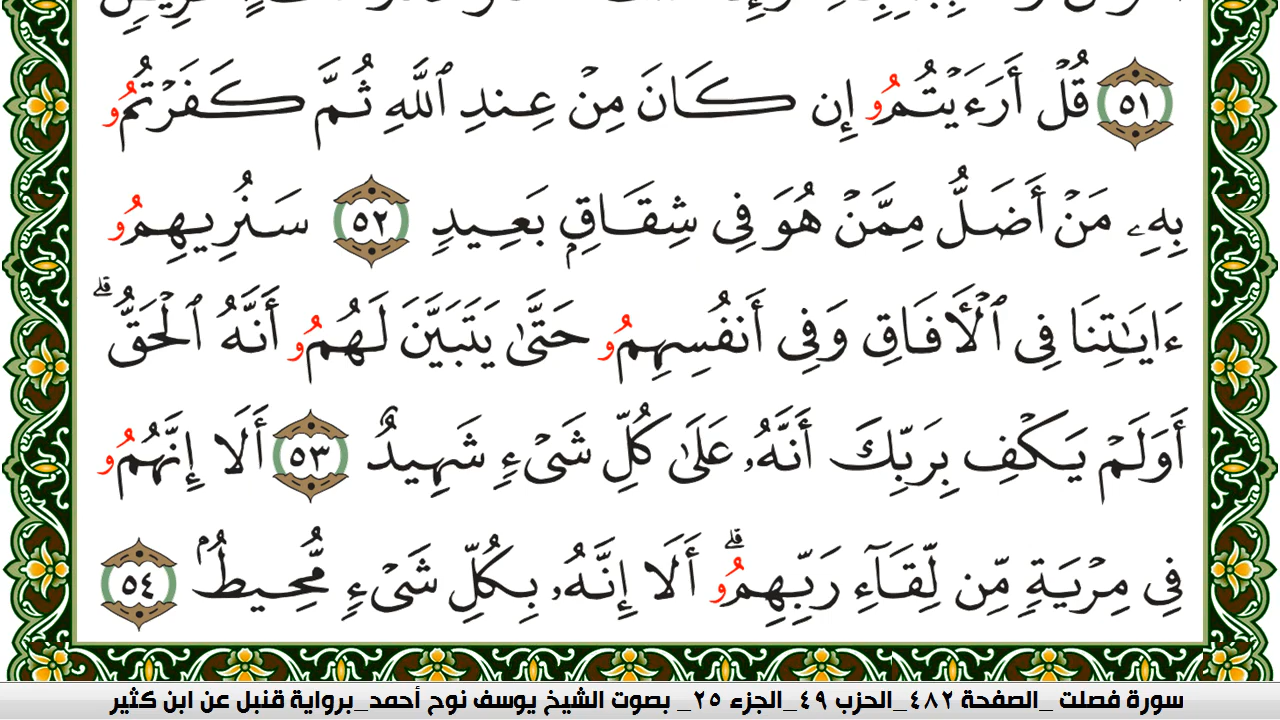 ٥١ قُلْ أَرَءَيْتُمُو إِن كَانَ مِنْ عِندِ ٱللَّهِ ثُمَّ كَفَرْتُمُو
بِهِۦ مَنْ أَضَلُّ مِمَّنْ هُوَ فِى شِقَاقِۭ بَعِيدٍ ٥٢ سَنُرِيهِمُو
ءَايَٰتِنَا فِى ٱلْأَفَاقِ وَفِى أَنفُسِهِمُو حَتَّىٰ يَتَبَيَّنَ لَهُمُو أَنَّهُ ٱلْحَقُّ ۗ
أَوَلَمْ يَكْفِ بِرَبِّكَ أَنَّهُۥ عَلَىٰ كُلِّ شَىْءٍ شَهِيدٌ ٥٣ أَلَا إِنَّهُمُو
فِى مِرْيَةٍ مِّن لِّقَآءِ رَبِّهِمُو ۗ أَلَا إِنَّهُۥ بِكُلِّ شَىْءٍ مُّحِيطُۢ ٥٤
سورة فصلت _الصفحة ٤٨٢_الحزب ٤٩_الجزء ٢٥_ بصوت الشيخ يوسف نوح أحمد_برواية قنبل عن ابن كثير